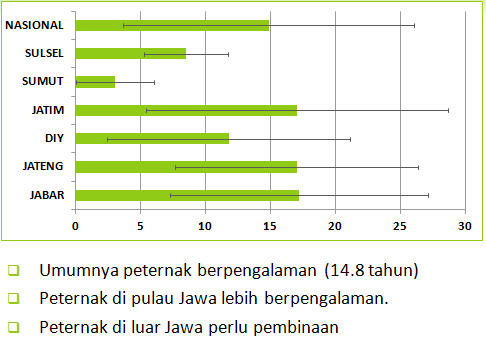 NASIONAL
SULSEL
SUMUT
JATIM
DIY
JATENG
JABAR
0 5 10 15 20 25 30
Umumnya peternak berpengalaman (14.8 tahun)
Peternak di pulau Jawa lebih berpengalaman.
Peternak di luar Jawa perlu pembinaan